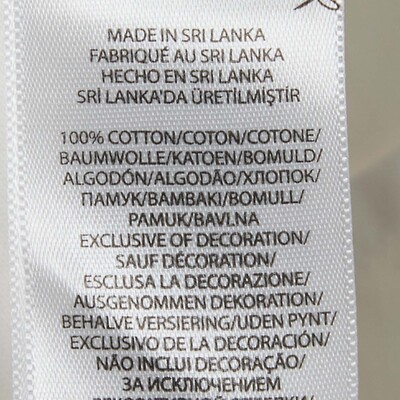 MADE IN SRI LANKA
FABRIQUÉ AU SRI LANKA
HECHO EN SRI LANKA
SRİ LANKA'DA ÜRETİLMİŞTİR
100% COTTON/COTON/COTONE/
BAUMWOLLE/KATOEN/BOMULD/
ALGODÓN/ALGODÃO/ХЛОПОК/
ПАМУК/BAMBAKI/BOMULL/
PAMUK/BAVLNA
EXCLUSIVE OF DECORATION/
SAUF DÉCORATION/
ESCLUSA LA DECORAZIONE/
AUSGENOMMEN DEKORATION/
BEHALVE VERSIERING/UDEN PYNT/
EXCLUSIVO DE LA DECORACIÓN/
NÃO INCLUI DECORAÇÃO/
ЗА ИСКЛЮЧЕНИЕМ